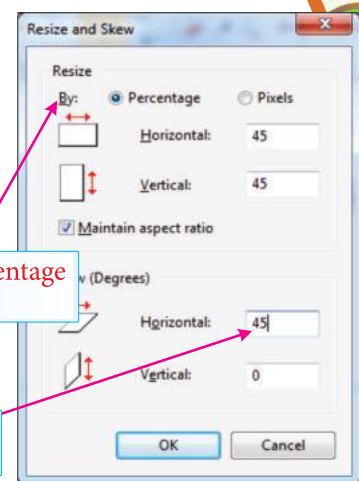 Resize and Skew
Resize
By: Percentage Pixels
Horizontal: 45
Vertical: 45
Maintain aspect ratio
entage
(Degrees)
Horizontal: 45
Vertical: 0
OK Cancel